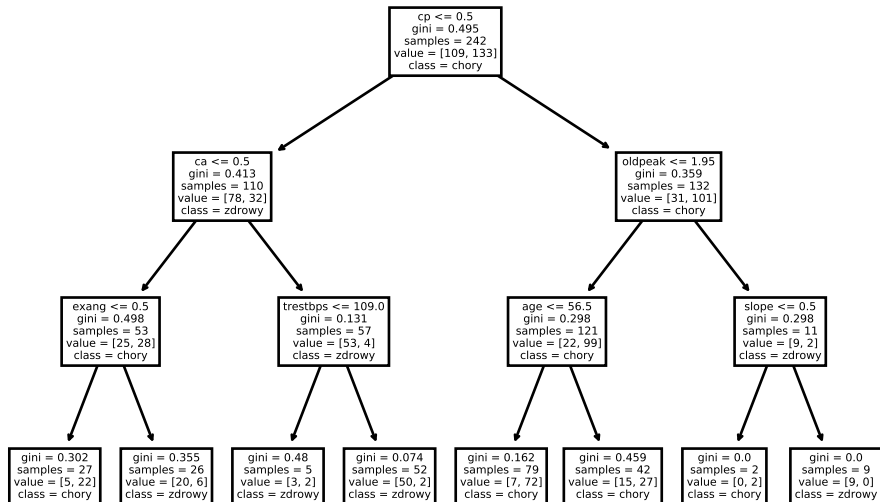 cp <= 0.5
gini = 0.495
samples = 242
value = [109, 133]
class = chory
ca <= 0.5
gini = 0.413
samples = 110
value = [78, 32]
class = zdrowy
oldpeak <= 1.95
gini = 0.359
samples = 132
value = [31, 101]
class = chory
exang <= 0.5
gini = 0.498
samples = 53
value = [25, 28]
class = chory
trestbps <= 109.0
gini = 0.131
samples = 57
value = [53, 4]
class = zdrowy
age <= 56.5
gini = 0.298
samples = 121
value = [22, 99]
class = chory
slope <= 0.5
gini = 0.298
samples = 11
value = [9, 2]
class = zdrowy
gini = 0.302
samples = 27
value = [5, 22]
class = chory
gini = 0.355
samples = 26
value = [20, 6]
class = zdrowy
gini = 0.48
samples = 5
value = [3, 2]
class = zdrowy
gini = 0.074
samples = 52
value = [50, 2]
class = zdrowy
gini = 0.162
samples = 79
value = [7, 72]
class = chory
gini = 0.459
samples = 42
value = [15, 27]
class = chory
gini = 0.0
samples = 2
value = [0, 2]
class = chory
gini = 0.0
samples = 9
value = [9, 0]
class = zdrowy